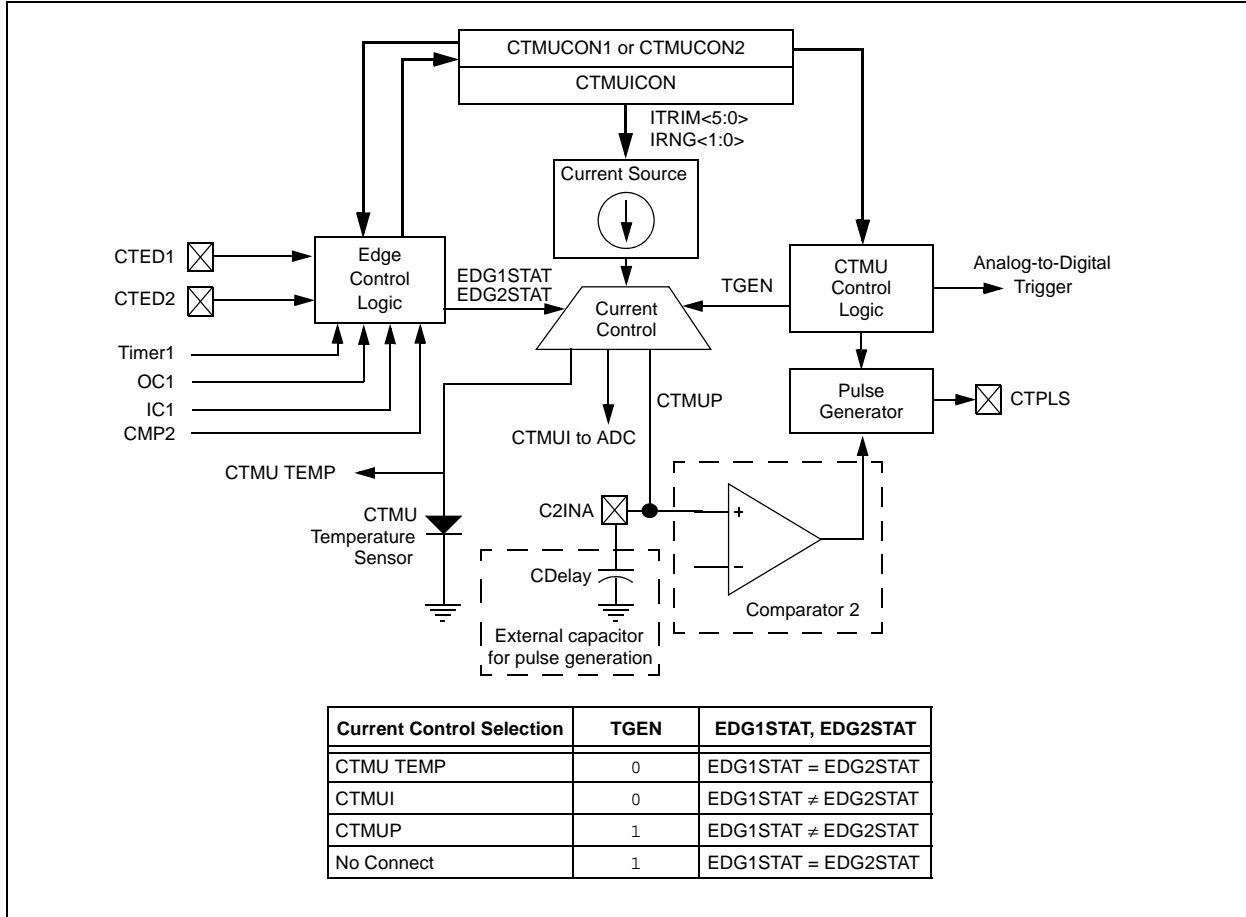 CTMUCON1 or CTMUCON2
CTMUICON
ITRIM<5:0>
IRNG<1:0>
Current Source
CTED1
CTED2
Edge
Control
Logic
EDG1STAT
EDG2STAT
TGEN
CTMU
Control
Logic
Analog-to-Digital
Trigger
Current
Control
Timer1
OC1
IC1
CMP2
CTMUP
CTMUI to ADC
Pulse
Generator
CTPLS
CTMU TEMP
C2INA
CTMU
Temperature
Sensor
CDelay
+
–
Comparator 2
External capacitor
for pulse generation
Current Control Selection TGEN EDG1STAT, EDG2STAT
CTMU TEMP 0 EDG1STAT = EDG2STAT
CTMUI 0 EDG1STAT ≠ EDG2STAT
CTMUP 1 EDG1STAT ≠ EDG2STAT
No Connect 1 EDG1STAT = EDG2STAT